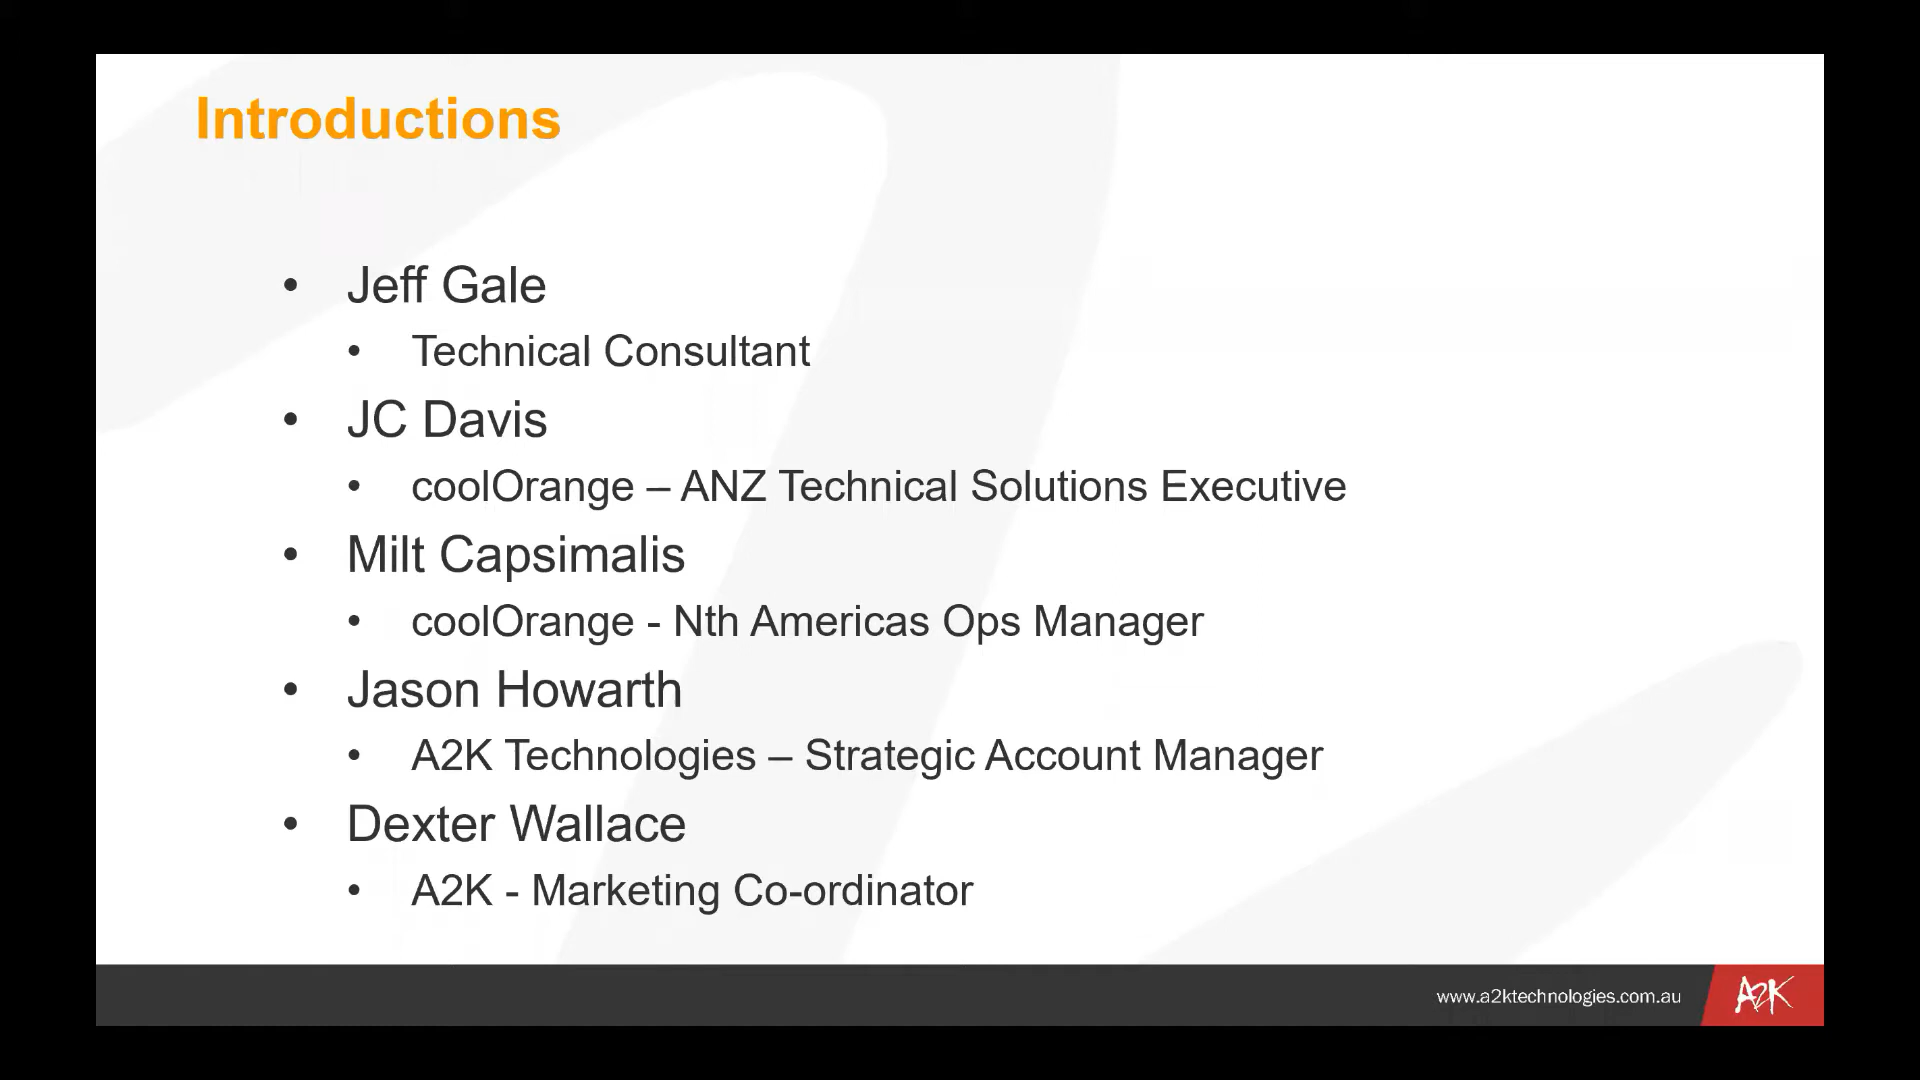 Introductions
• Jeff Gale
• Technical Consultant
• JC Davis
• coolOrange – ANZ Technical Solutions Executive
• Milt Capsimalis
• coolOrange - Nth Americas Ops Manager
• Jason Howarth
• A2K Technologies – Strategic Account Manager
• Dexter Wallace
• A2K - Marketing Co-ordinator
www.a2ktechnologies.com.au
A2K